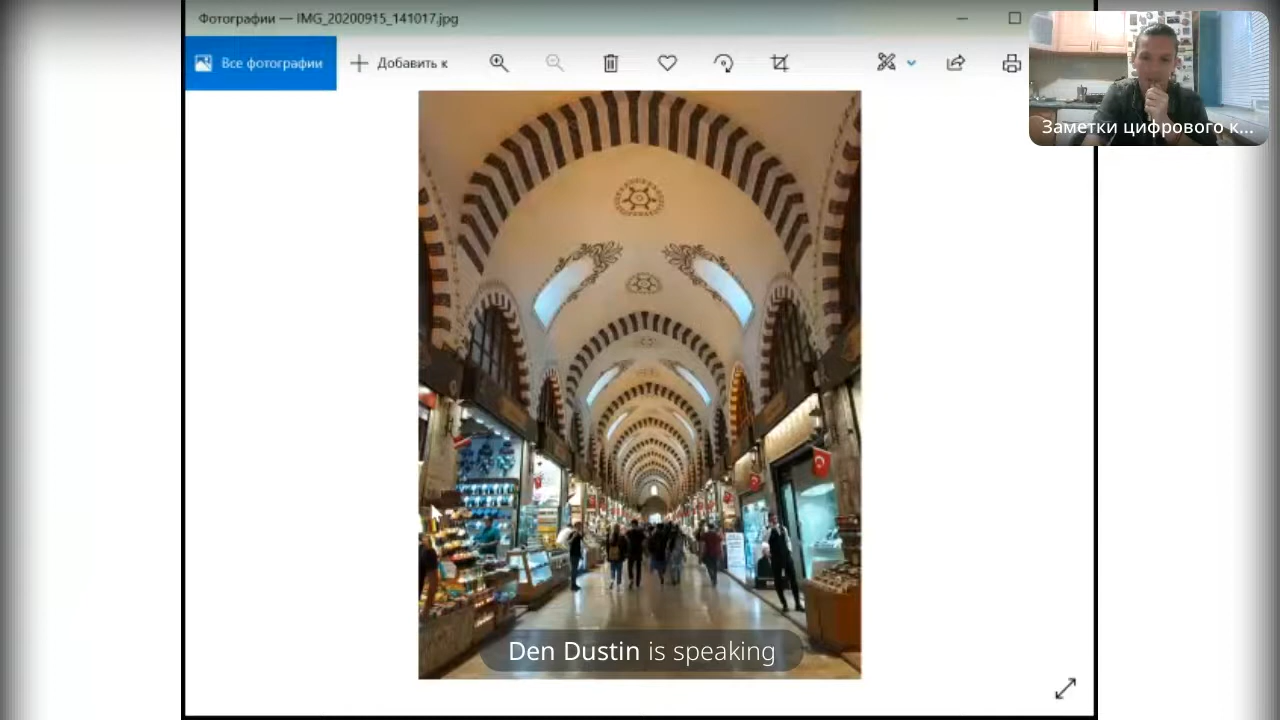 Фотографии — IMG_20200915_141017.jpg
Все фотографии
Добавить к
Заметки цифрового к...
Den Dustin is speaking